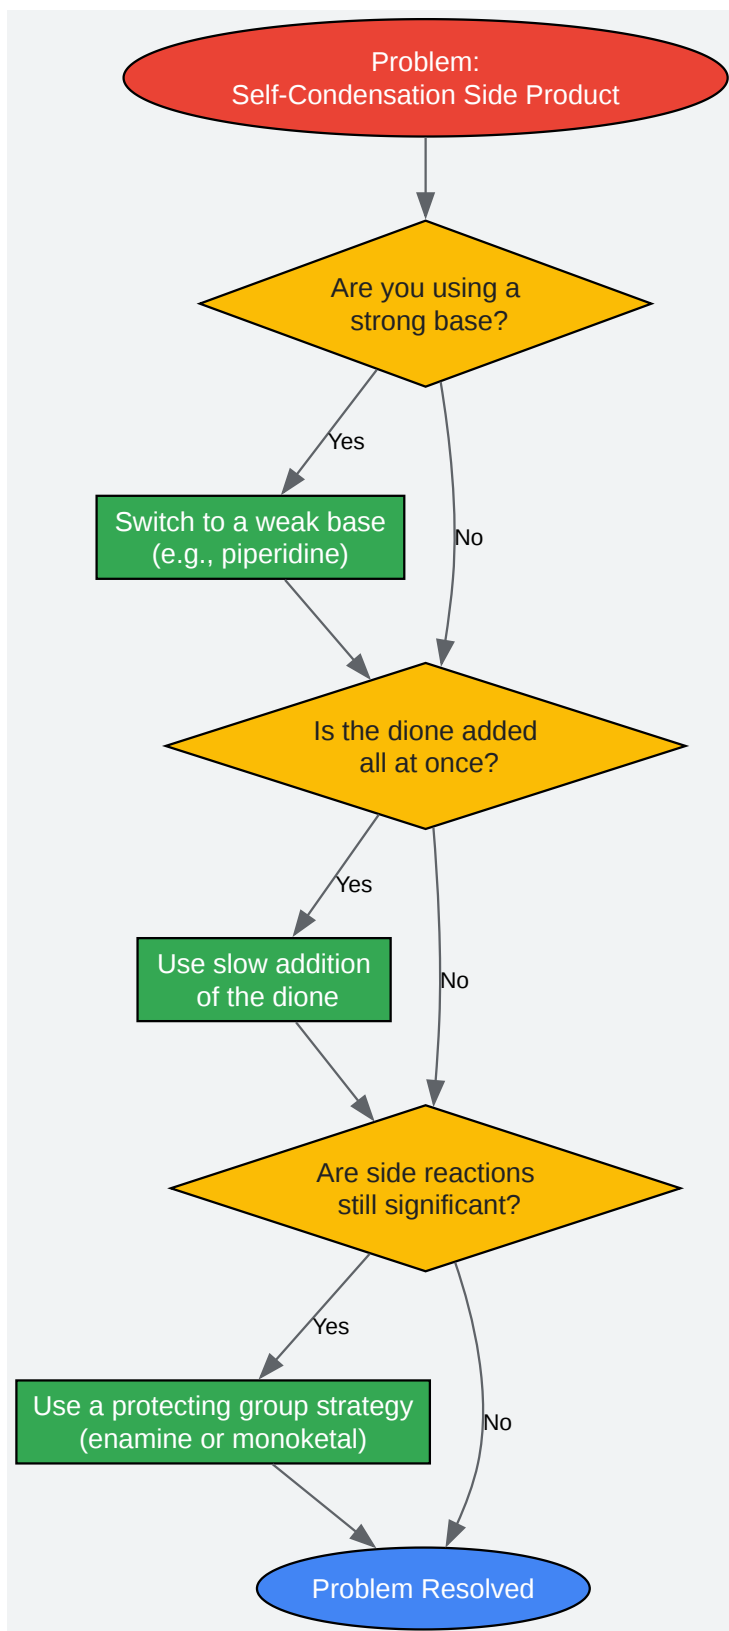 Problem:
Self-Condensation Side Product
Are you using a
strong base?
Yes
Switch to a weak base
(e.g., piperidine)
No
Is the dione added
all at once?
Yes
Use slow addition
of the dione
No
Are side reactions
still significant?
Yes
Use a protecting group strategy
(enamine or monoketal)
No
Problem Resolved